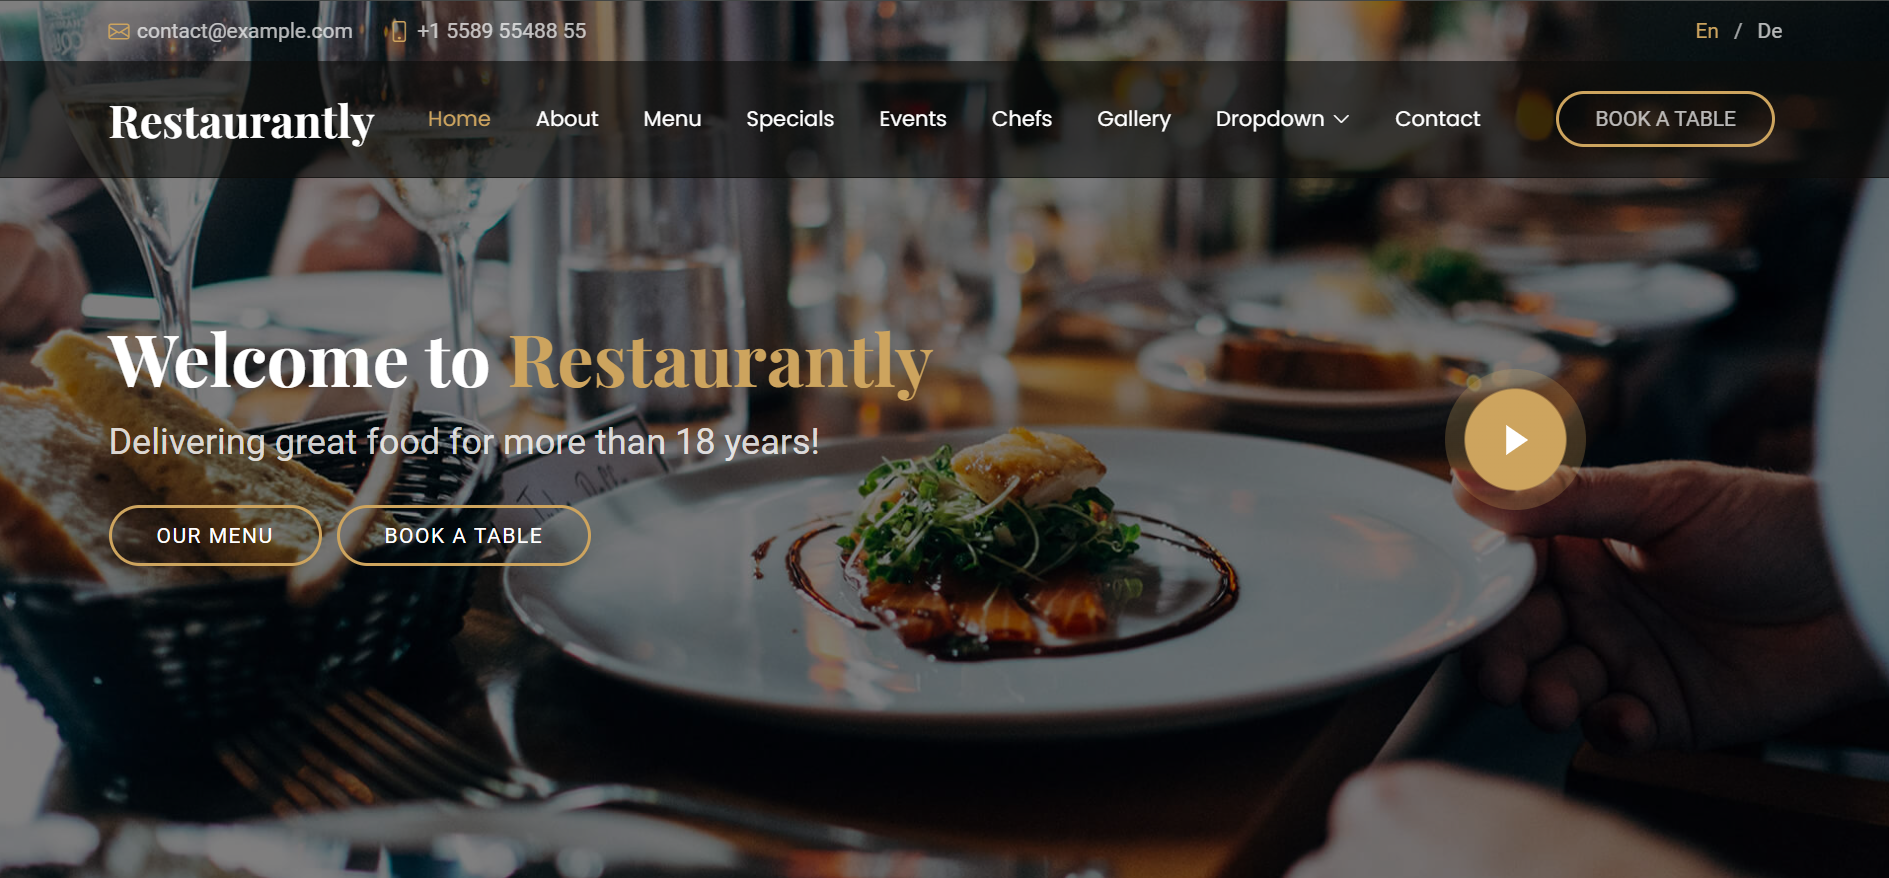 contact@example.com +1 5589 55488 55 En / De
Restaurantly Home About Menu Specials Events Chefs Gallery Dropdown Contact BOOK A TABLE
Welcome to Restaurantly
Delivering great food for more than 18 years!
OUR MENU BOOK A TABLE